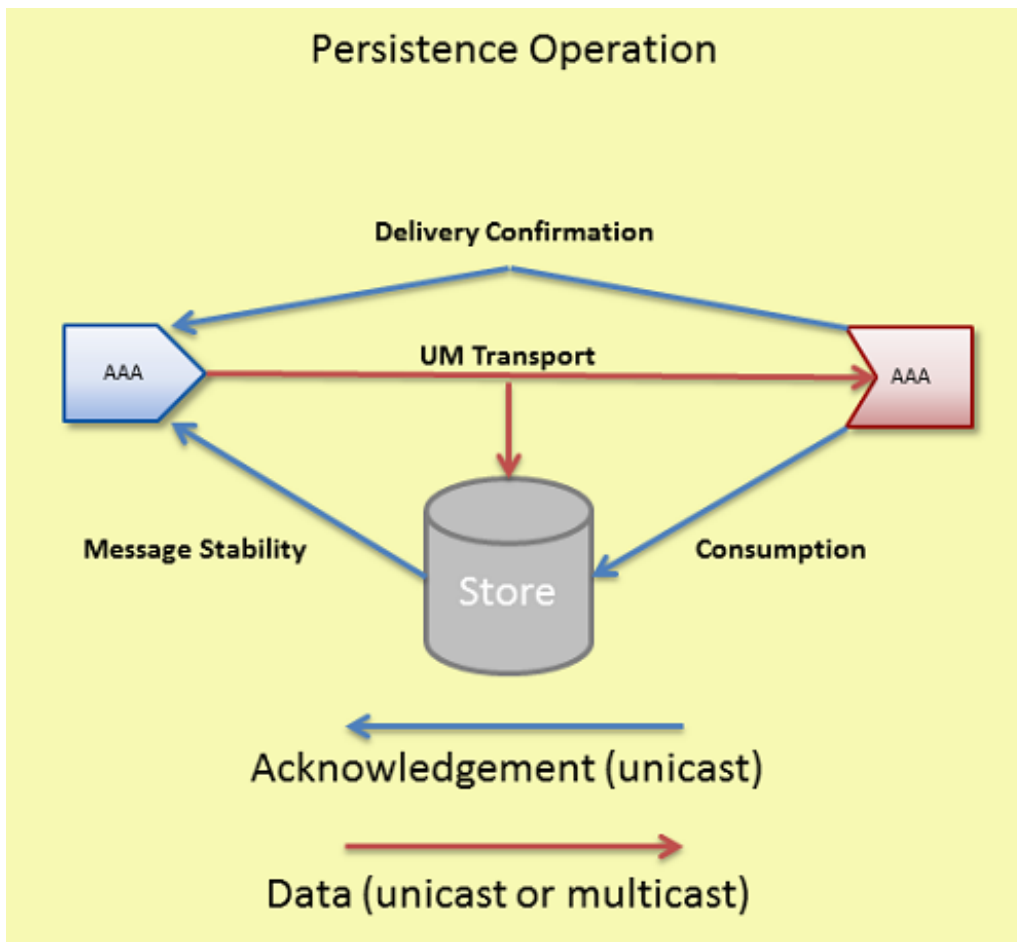 Persistence Operation
Delivery Confirmation
UM Transport
AAA
AAA
Message Stability
Consumption
Store
Acknowledgement (unicast)
Data (unicast or multicast)